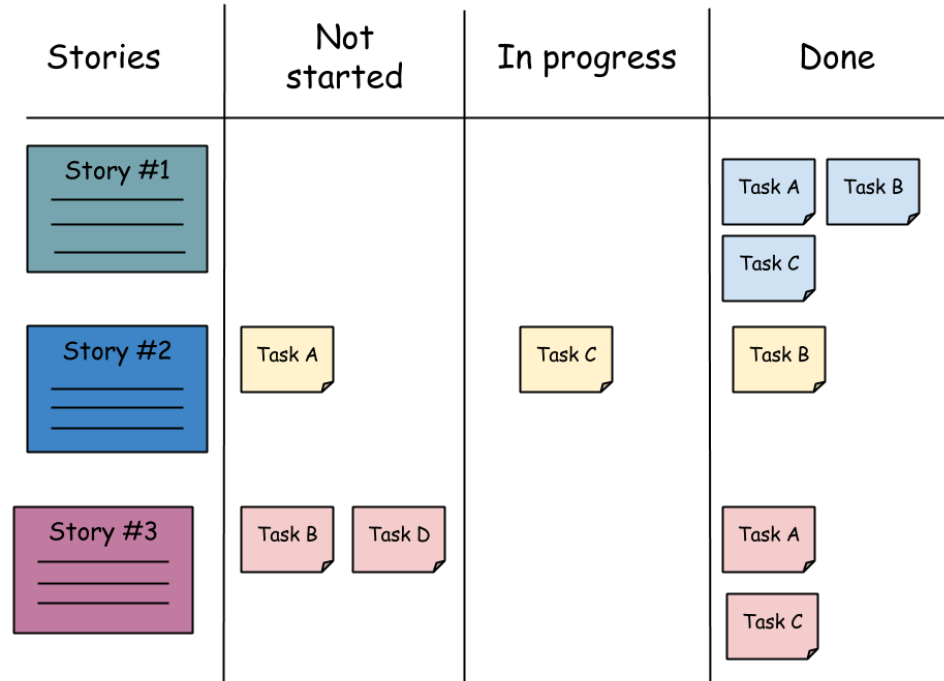 Stories
Not
started
In progress
Done
Story #1
Task A
Task B
Task C
Story #2
Task A
Task C
Task B
Story #3
Task B
Task D
Task A
Task C